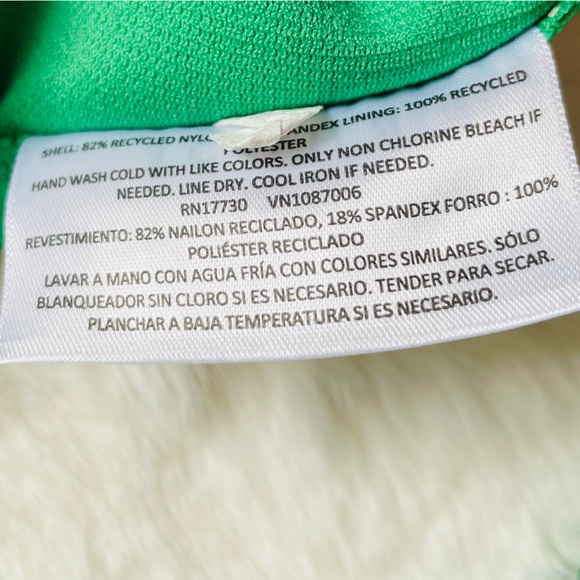 SHELL: 82% RECYCLED NYLO ANDEX LINING: 100% RECYCLED
POLYESTER
HAND WASH COLD WITH LIKE COLORS. ONLY NON CHLORINE BLEACH IF
NEEDED. LINE DRY. COOL IRON IF NEEDED.
RN17730 VN1087006
REVESTIMIENTO: 82% NAILON RECICLADO, 18% SPANDEX FORRO : 100%
POLIÉSTER RECICLADO
LAVAR A MANO CON AGUA FRÍA CON COLORES SIMILARES. SÓLO
BLANQUEADOR SIN CLORO SI ES NECESARIO. TENDER PARA SECAR.
PLANCHAR A BAJA TEMPERATURA SI ES NECESARIO.